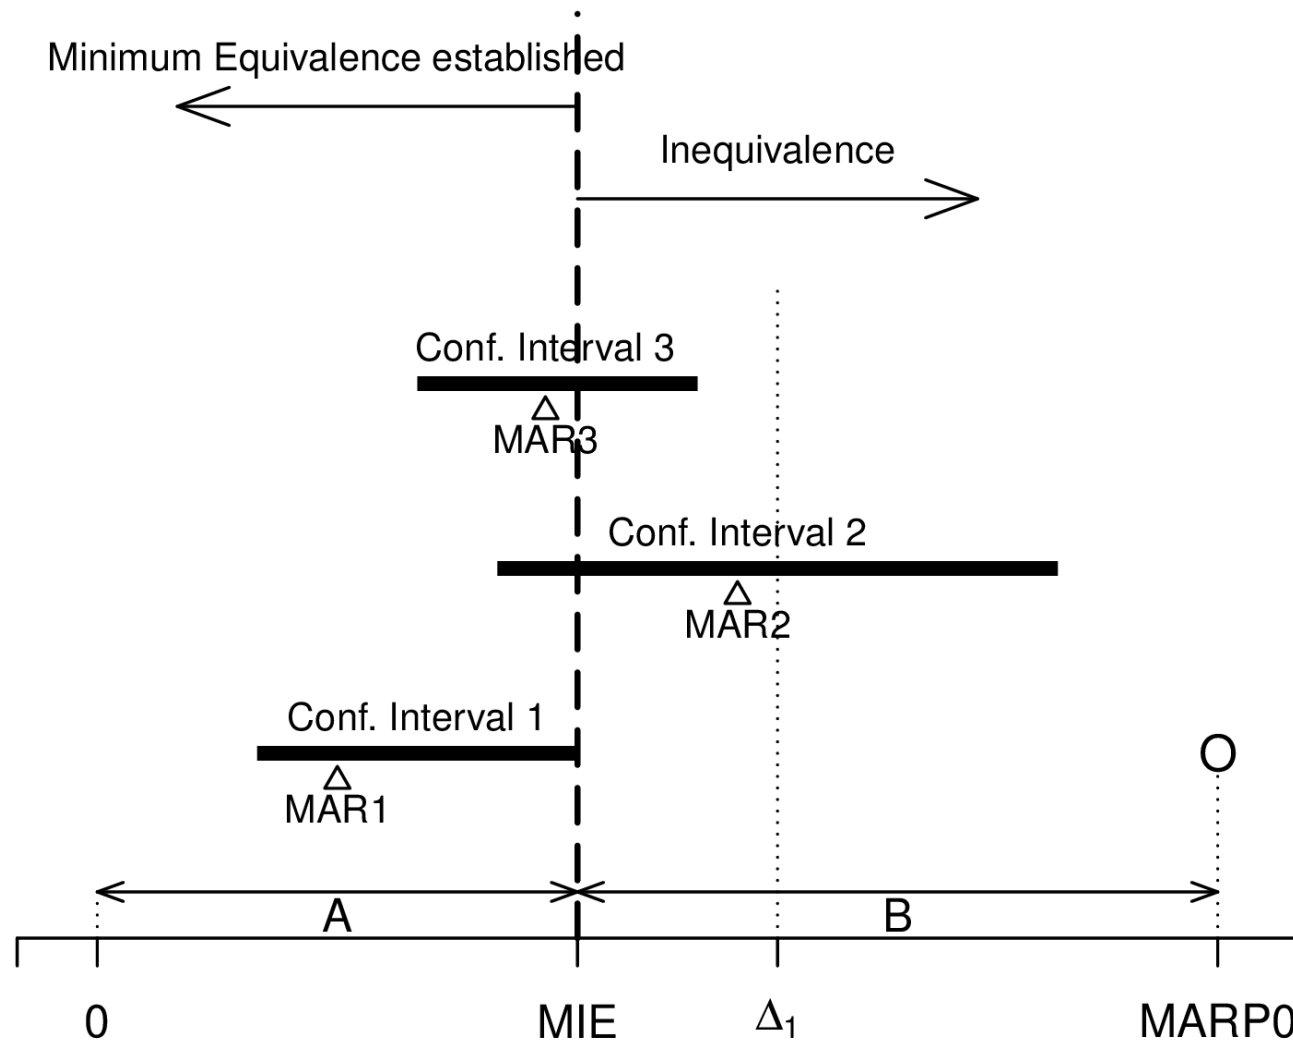 Minimum Equivalence established
Inequivalence
Conf. Interval 3
MAR3
Conf. Interval 2
MAR2
Conf. Interval 1
MAR1
O
A B
0 MIE Δ₁ MARP0